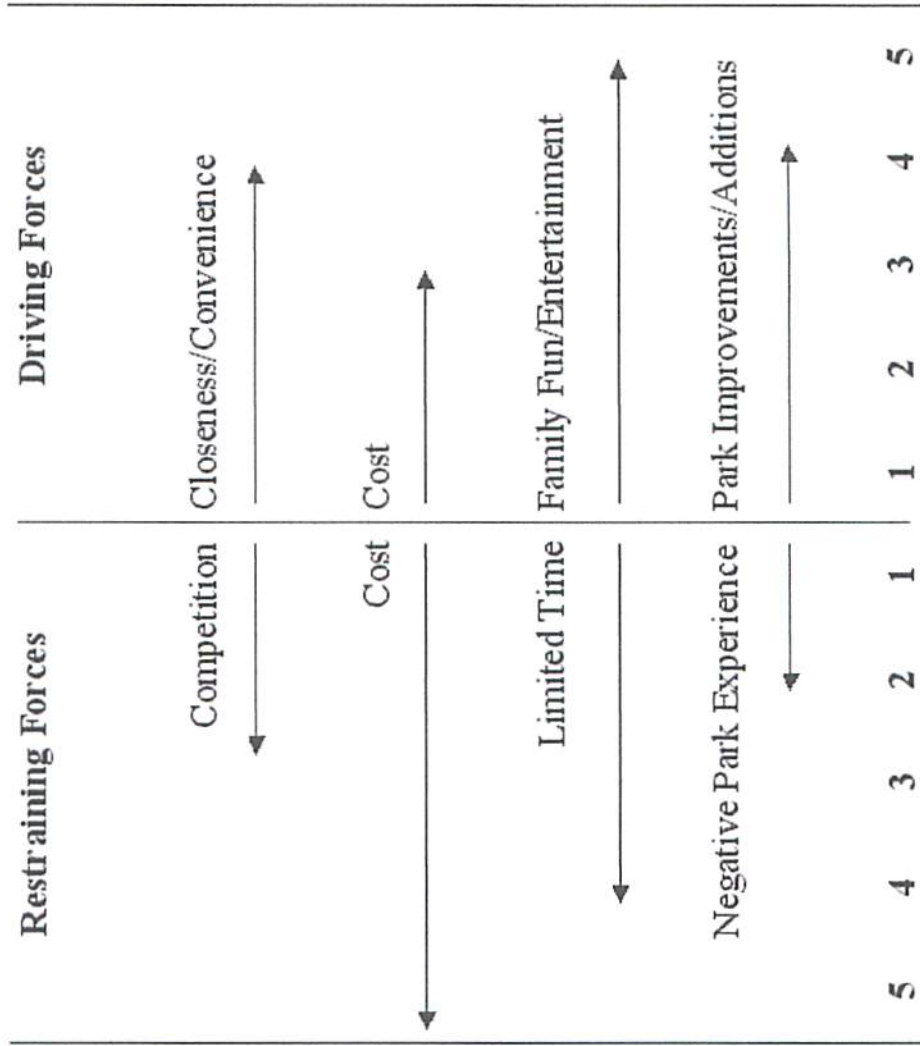 Restraining Forces Driving Forces
Competition Closeness/Convenience
Cost Cost
Limited Time Family Fun/Entertainment
Negative Park Experience Park Improvements/Additions
5 4 3 2 1 1 2 3 4 5